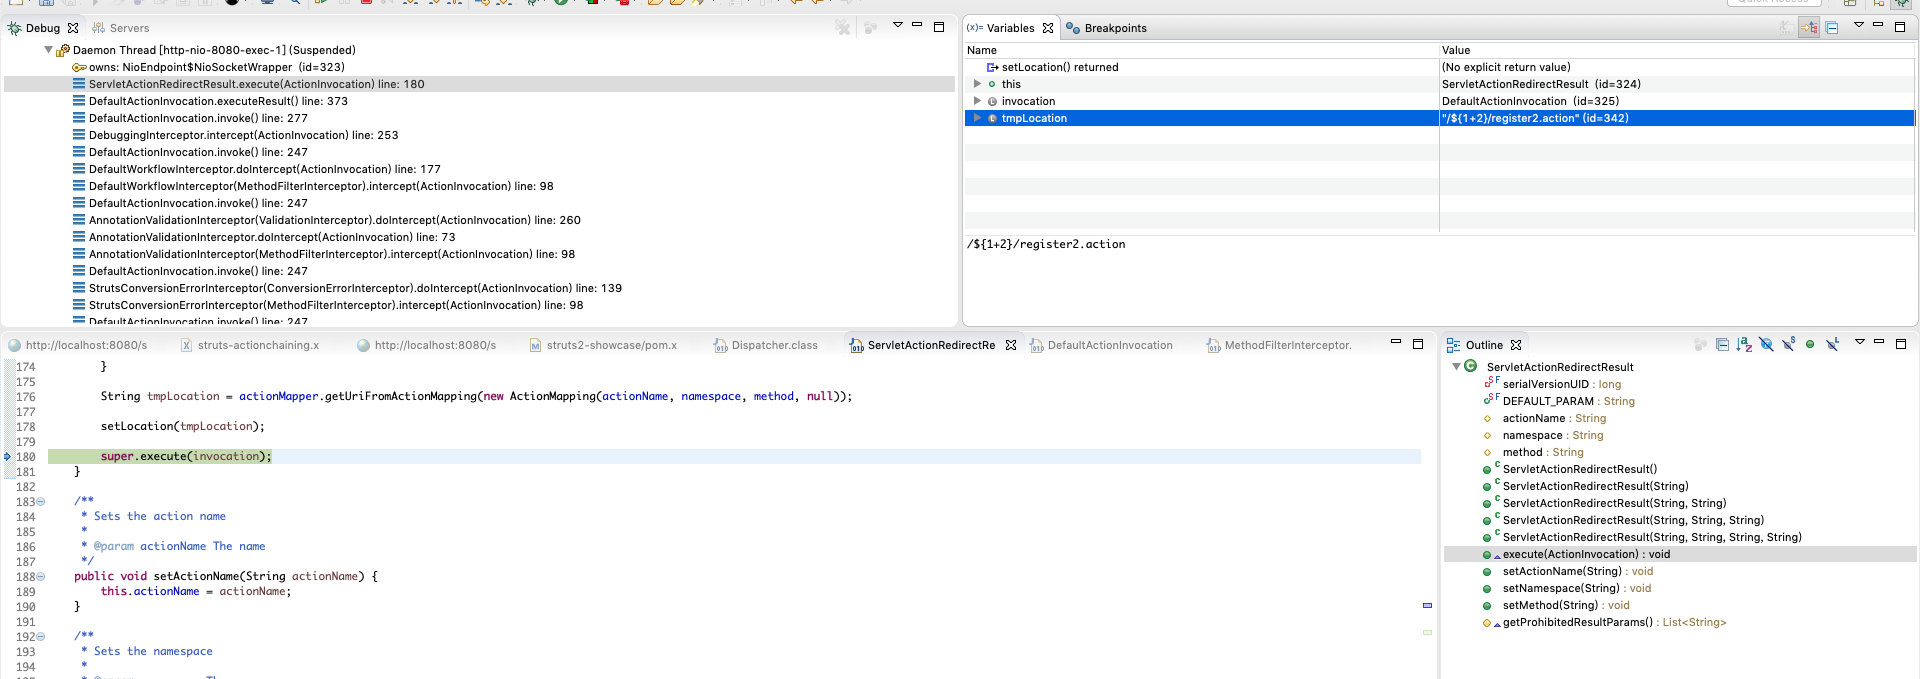 Quick Access
Debug
Servers
Daemon Thread [http-nio-8080-exec-1] (Suspended)
owns: NioEndpoint$NioSocketWrapper (id=323)
ServletActionRedirectResult.execute(ActionInvocation) line: 180
DefaultActionInvocation.executeResult() line: 373
DefaultActionInvocation.invoke() line: 277
DebuggingInterceptor.intercept(ActionInvocation) line: 253
DefaultActionInvocation.invoke() line: 247
DefaultWorkflowInterceptor.doIntercept(ActionInvocation) line: 177
DefaultWorkflowInterceptor(MethodFilterInterceptor).intercept(ActionInvocation) line: 98
DefaultActionInvocation.invoke() line: 247
AnnotationValidationInterceptor(ValidationInterceptor).doIntercept(ActionInvocation) line: 260
AnnotationValidationInterceptor.doIntercept(ActionInvocation) line: 73
AnnotationValidationInterceptor(MethodFilterInterceptor).intercept(ActionInvocation) line: 98
DefaultActionInvocation.invoke() line: 247
StrutsConversionErrorInterceptor(ConversionErrorInterceptor).doIntercept(ActionInvocation) line: 139
StrutsConversionErrorInterceptor(MethodFilterInterceptor).intercept(ActionInvocation) line: 98
DefaultActionInvocation.invoke() line: 247
(x)= Variables
Breakpoints
Name Value
setLocation() returned (No explicit return value)
this ServletActionRedirectResult (id=324)
invocation DefaultActionInvocation (id=325)
tmpLocation "/${1+2}/register2.action" (id=342)
/${1+2}/register2.action
http://localhost:8080/s
struts-actionchaining.x
http://localhost:8080/s
struts2-showcase/pom.x
Dispatcher.class
ServletActionRedirectRe
DefaultActionInvocation
MethodFilterInterceptor.
174 }
175
176 String tmpLocation = actionMapper.getUriFromActionMapping(new ActionMapping(actionName, namespace, method, null));
177
178 setLocation(tmpLocation);
179
180 super.execute(invocation);
181 }
182
183 /**
184 * Sets the action name
185 *
186 * @param actionName The name
187 */
188 public void setActionName(String actionName) {
189 this.actionName = actionName;
190 }
191
192 /**
193 * Sets the namespace
194 *
Outline
ServletActionRedirectResult
serialVersionUID : long
DEFAULT_PARAM : String
actionName : String
namespace : String
method : String
ServletActionRedirectResult()
ServletActionRedirectResult(String)
ServletActionRedirectResult(String, String)
ServletActionRedirectResult(String, String, String)
ServletActionRedirectResult(String, String, String, String)
execute(ActionInvocation) : void
setActionName(String) : void
setNamespace(String) : void
setMethod(String) : void
getProhibitedResultParams() : List<String>